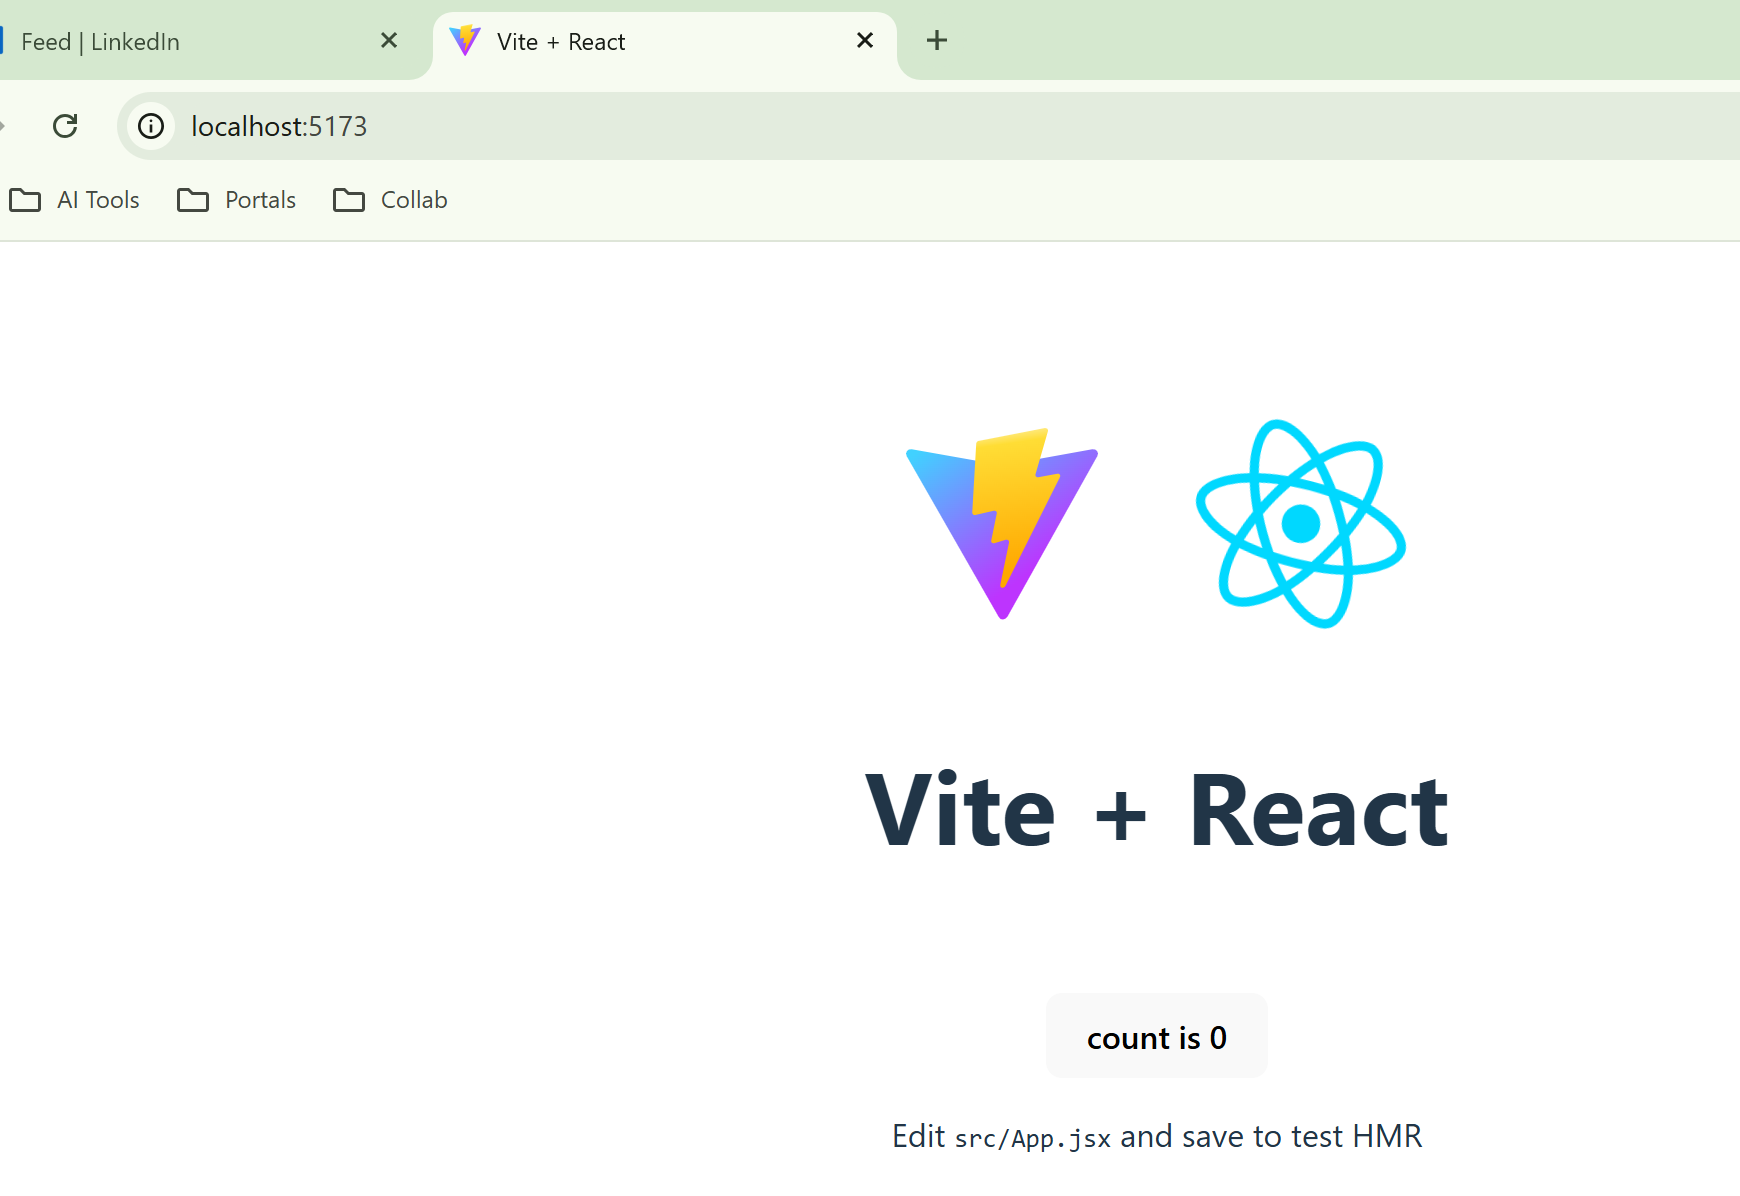 Feed | LinkedIn
Vite + React
localhost:5173
AI Tools
Portals
Collab
Vite + React
count is 0
Edit src/App.jsx and save to test HMR